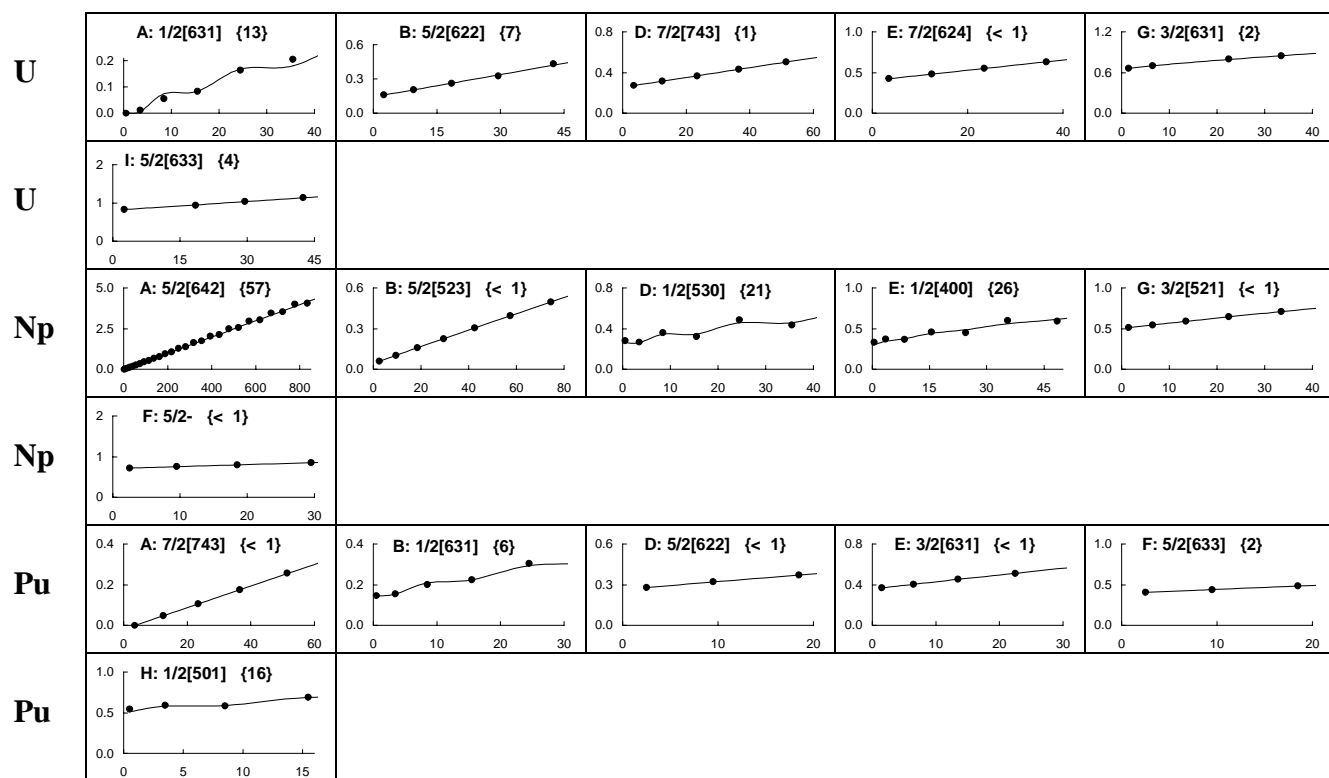 U
A: 1/2[631] {13}
0.2
0.1
0.0
0 10 20 30 40
B: 5/2[622] {7}
0.6
0.3
0.0
0 15 30 45
D: 7/2[743] {1}
0.8
0.4
0.0
0 20 40 60
E: 7/2[624] {< 1}
1.0
0.5
0.0
0 20 40
G: 3/2[631] {2}
1.2
0.6
0.0
0 10 20 30 40
U
I: 5/2[633] {4}
2
1
0
0 15 30 45
Np
A: 5/2[642] {57}
5.0
2.5
0.0
0 200 400 600 800
B: 5/2[523] {< 1}
0.6
0.3
0.0
0 20 40 60 80
D: 1/2[530] {21}
0.8
0.4
0.0
0 10 20 30 40
E: 1/2[400] {26}
1.0
0.5
0.0
0 15 30 45
G: 3/2[521] {< 1}
1.0
0.5
0.0
0 10 20 30 40
Np
F: 5/2- {< 1}
2
1
0
0 10 20 30
Pu
A: 7/2[743] {< 1}
0.4
0.2
0.0
0 20 40 60
B: 1/2[631] {6}
0.4
0.2
0.0
0 10 20 30
D: 5/2[622] {< 1}
0.6
0.3
0.0
0 10 20
E: 3/2[631] {< 1}
0.8
0.4
0.0
0 10 20 30
F: 5/2[633] {2}
1.0
0.5
0.0
0 10 20
Pu
H: 1/2[501] {16}
1.0
0.5
0.0
0 5 10 15